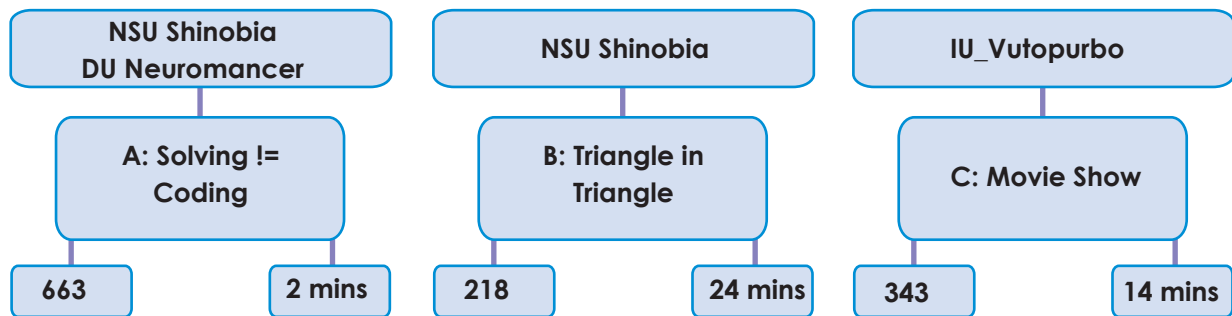 NSU Shinobia
DU Neuromancer
A: Solving !=
Coding
663
2 mins
NSU Shinobia
B: Triangle in
Triangle
218
24 mins
IU_Vutopurbo
C: Movie Show
343
14 mins